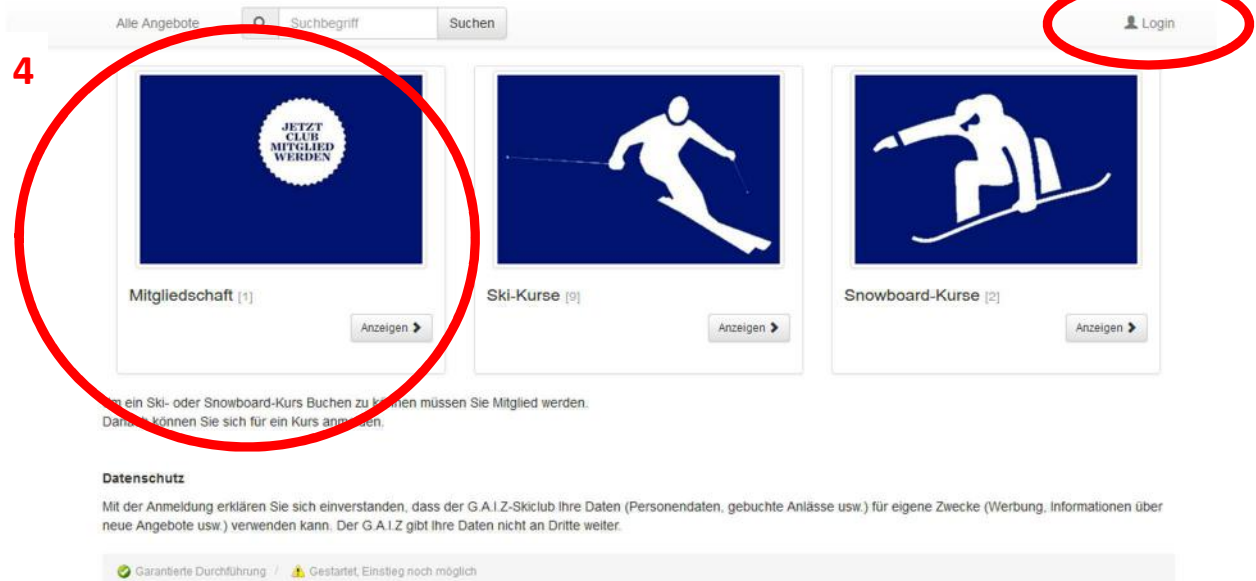 Alle Angebote Suchbegriff Suchen Login
4
JETZT
CLUB
MITGLIED
WERDEN
Mitgliedschaft [1] Ski-Kurse [9] Snowboard-Kurse [2]
Anzeigen Anzeigen Anzeigen
ein Ski- oder Snowboard-Kurs Buchen zu können müssen Sie Mitglied werden.
Danach können Sie sich für ein Kurs anmelden.
Datenschutz
Mit der Anmeldung erklären Sie sich einverstanden, dass der G.A.I.Z-Skiclub Ihre Daten (Personendaten, gebuchte Anlässe usw.) für eigene Zwecke (Werbung, Informationen über
neue Angebote usw.) verwenden kann. Der G.A.I.Z gibt Ihre Daten nicht an Dritte weiter.
Garantierte Durchführung / Gestartet, Einstieg noch möglich